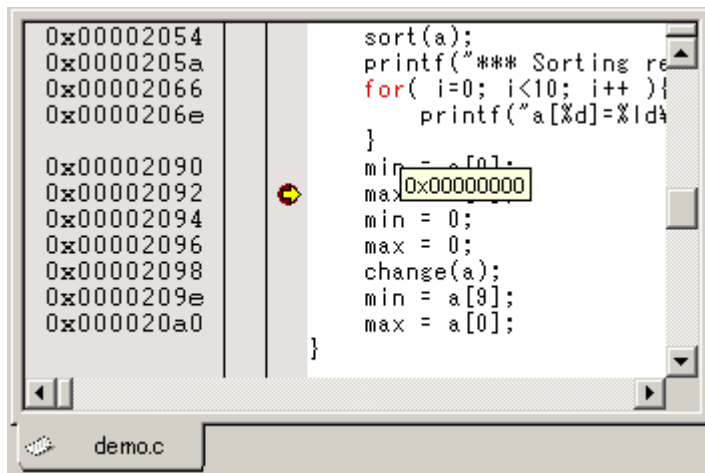 0x00002054 sort(a);
0x0000205a printf("*** Sorting re
0x00002066 for( i=0; i<10; i++ ){
0x0000206e printf("a[%d]=%ld\
}
0x00002090 min = a[0];
0x00002092 max
0x00000000
0x00002094 min = 0;
0x00002096 max = 0;
0x00002098 change(a);
0x0000209e min = a[9];
0x000020a0 max = a[0];
}
demo.c